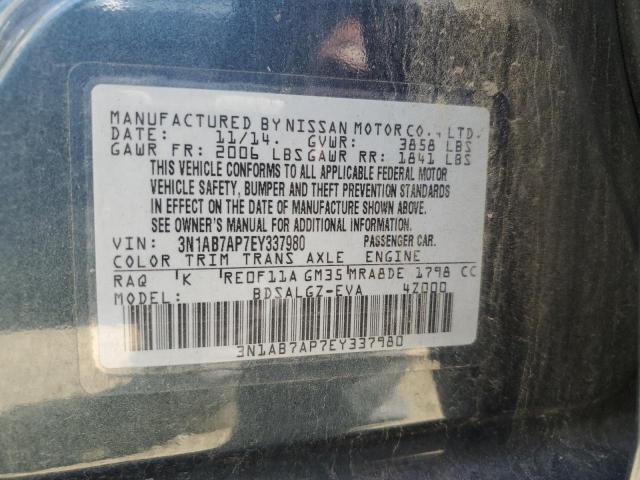 MANUFACTURED BY NISSAN MOTOR CO., LTD.
DATE: 11/14. GVWR: 3858 LBS
GAWR FR: 2006 LBS GAWR RR: 1841 LBS
THIS VEHICLE CONFORMS TO ALL APPLICABLE FEDERAL MOTOR
VEHICLE SAFETY, BUMPER AND THEFT PREVENTION STANDARDS
IN EFFECT ON THE DATE OF MANUFACTURE SHOWN ABOVE.
SEE OWNER'S MANUAL FOR ADDITIONAL INFORMATION.
VIN: 3N1AB7AP7EY337980 PASSENGER CAR.
COLOR TRIM TRANS AXLE ENGINE
RAQ K RE0F11A GM35 MRA8DE 1798 CC
MODEL: BDSALGZ-EVA 4Z000
3N1AB7AP7EY337980